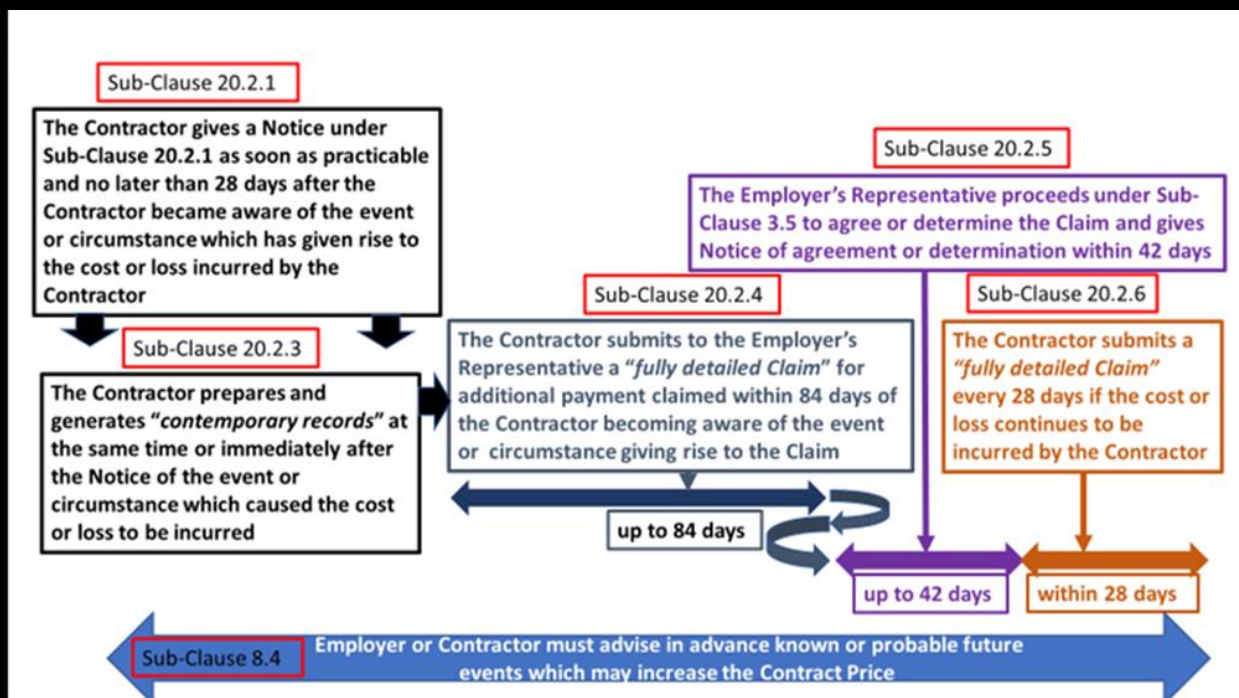 Sub-Clause 20.2.1
The Contractor gives a Notice under
Sub-Clause 20.2.1 as soon as practicable
and no later than 28 days after the
Contractor became aware of the event
or circumstance which has given rise to
the cost or loss incurred by the
Contractor
Sub-Clause 20.2.3
The Contractor prepares and
generates “contemporary records” at
the same time or immediately after
the Notice of the event or
circumstance which caused the cost
or loss to be incurred
Sub-Clause 20.2.4
The Contractor submits to the Employer’s
Representative a “fully detailed Claim” for
additional payment claimed within 84 days of
the Contractor becoming aware of the event
or circumstance giving rise to the Claim
up to 84 days
Sub-Clause 20.2.5
The Employer’s Representative proceeds under Sub-
Clause 3.5 to agree or determine the Claim and gives
Notice of agreement or determination within 42 days
up to 42 days
Sub-Clause 20.2.6
The Contractor submits a
“fully detailed Claim”
every 28 days if the cost or
loss continues to be
incurred by the Contractor
within 28 days
Sub-Clause 8.4
Employer or Contractor must advise in advance known or probable future
events which may increase the Contract Price